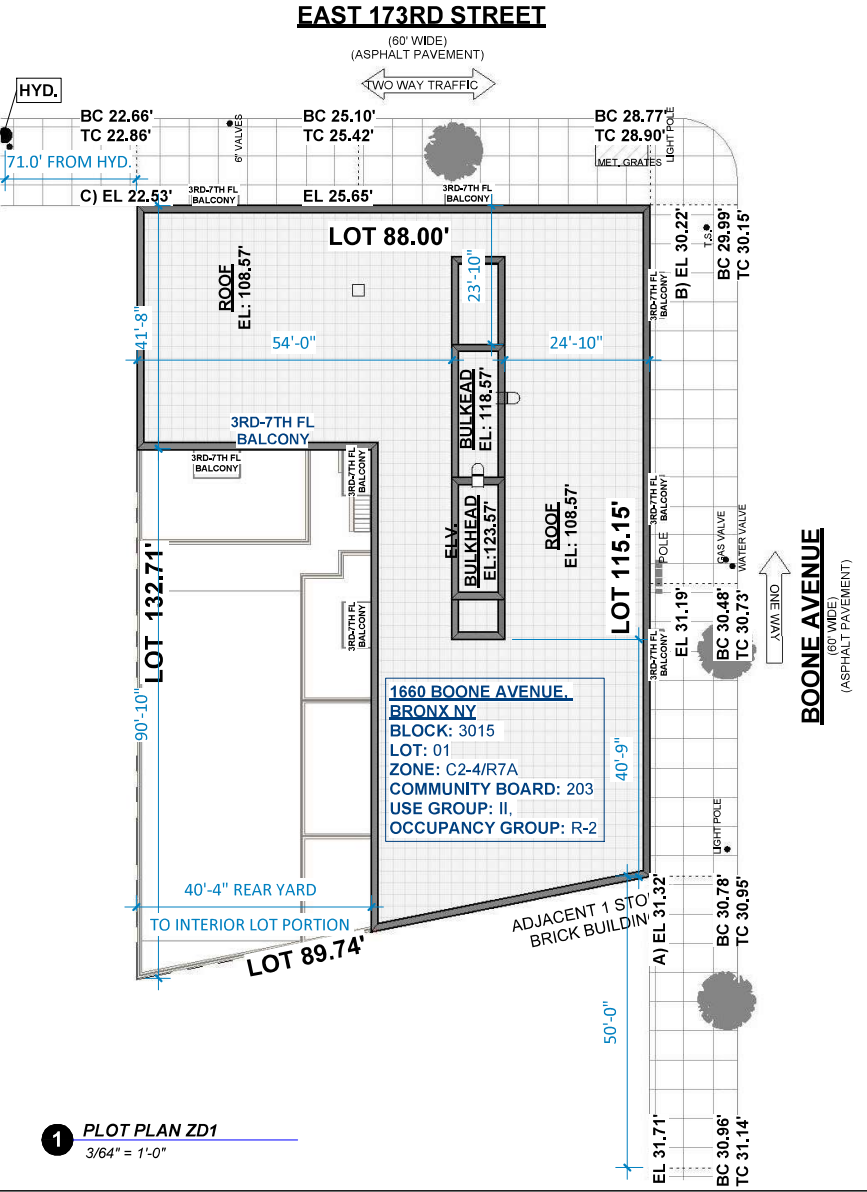 EAST 173RD STREET
(60' WIDE)
(ASPHALT PAVEMENT)
TWO WAY TRAFFIC
HYD.
BC 22.66'
TC 22.86'
6" VALVES
BC 25.10'
TC 25.42'
BC 28.77'
TC 28.90'
LIGHT POLE
MET. GRATES
71.0' FROM HYD.
C) EL 22.53'
3RD-7TH FL
BALCONY
EL 25.65'
3RD-7TH FL
BALCONY
LOT 88.00'
B) EL 30.22'
T.S.
BC 29.99'
TC 30.15'
ROOF
EL: 108.57'
23'-10"
3RD-7TH FL
BALCONY
41'-8"
54'-0"
24'-10"
BULKEAD
EL: 118.57'
3RD-7TH FL
BALCONY
3RD-7TH FL
BALCONY
3RD-7TH FL
BALCONY
3RD-7TH FL
BALCONY
ELV.
BULKHEAD
EL:123.57'
ROOF
EL: 108.57'
LOT 115.15'
POLE
GAS VALVE
WATER VALVE
LOT 132.71'
3RD-7TH FL
BALCONY
ONE WAY
BOONE AVENUE
(60' WIDE)
(ASPHALT PAVEMENT)
EL 31.19'
BC 30.48'
TC 30.73'
3RD-7TH FL
BALCONY
90'-10"
1660 BOONE AVENUE,
BRONX NY
BLOCK: 3015
LOT: 01
ZONE: C2-4/R7A
COMMUNITY BOARD: 203
USE GROUP: II,
OCCUPANCY GROUP: R-2
40'-9"
LIGHT POLE
40'-4" REAR YARD
TO INTERIOR LOT PORTION
LOT 89.74'
ADJACENT 1 STO
BRICK BUILDIN
A) EL 31.32'
BC 30.78'
TC 30.95'
50'-0"
EL 31.71'
BC 30.96'
TC 31.14'
1
PLOT PLAN ZD1
3/64" = 1'-0"